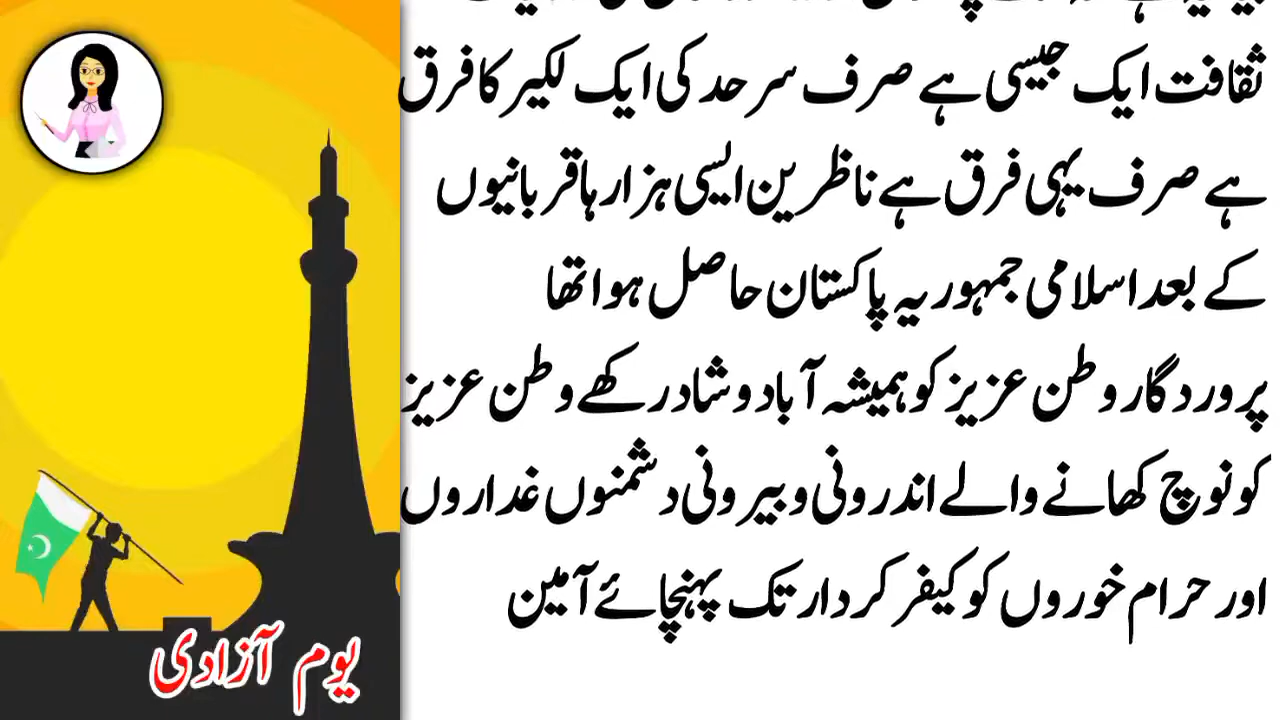 ثقافت ایک جیسی ہے صرف سرحد کی ایک لکیر کا فرق
ہے صرف یہی فرق ہے ناظرین ایسی ہزارہا قربانیوں
کے بعد اسلامی جمہوریہ پاکستان حاصل ہوا تھا
پروردگار وطن عزیز کو ہمیشہ آباد و شاد رکھے وطن عزیز
کو نوچ کھانے والے اندرونی و بیرونی دشمنوں غداروں
اور حرام خوروں کو کیفر کردار تک پہنچائے آمین
یوم آزادی